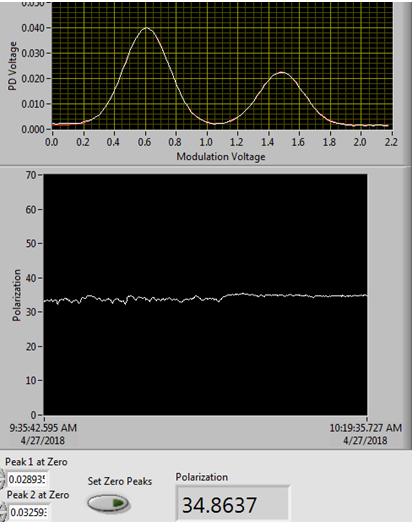 0.050
0.040
0.030
0.020
0.010
0.000
PD Voltage
0.0 0.2 0.4 0.6 0.8 1.0 1.2 1.4 1.6 1.8 2.0 2.2
Modulation Voltage
70
60
50
40
30
20
10
0
Polarization
9:35:42.595 AM 10:19:35.727 AM
4/27/2018 4/27/2018
Peak 1 at Zero
0.02893
Set Zero Peaks
Polarization
34.8637
Peak 2 at Zero
0.03259